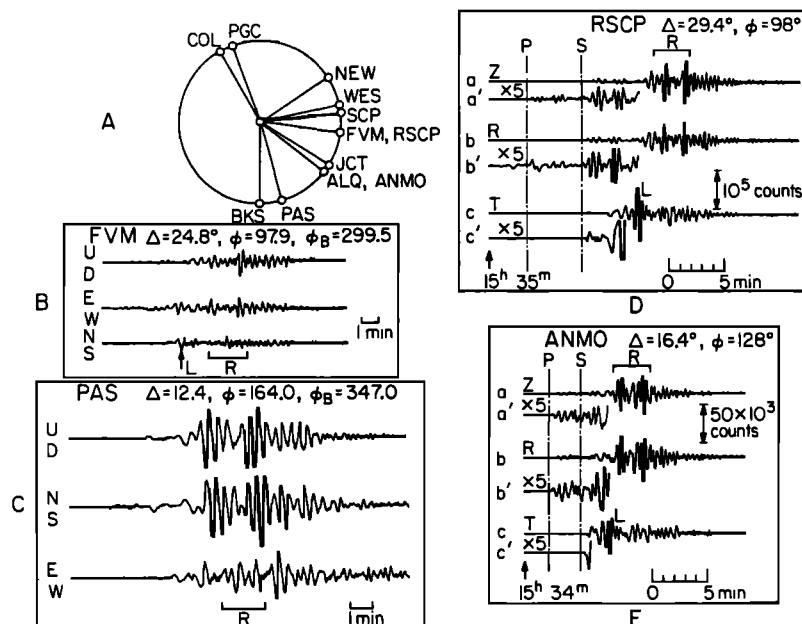 A
COL
PGC
NEW
WES
SCP
FVM, RSCP
JCT
ALQ, ANMO
PAS
BKS
B
FVM Δ=24.8°, φ=97.9, φB=299.5
U
D
E
W
N
S
L
R
1 min
C
PAS Δ=12.4, φ=164.0, φB=347.0
U
D
N
S
E
W
R
1 min
RSCP Δ=29.4°, φ=98°
P S R
a Z
a' ×5
b R
b' ×5
c T L
c' ×5
10⁵ counts
15ʰ 35ᵐ
0 5 min
D
ANMO Δ=16.4°, φ=128°
P S R
a Z
a' ×5
50×10³
counts
b R
b' ×5
c T L
c' ×5
15ʰ 34ᵐ
0 5 min
E